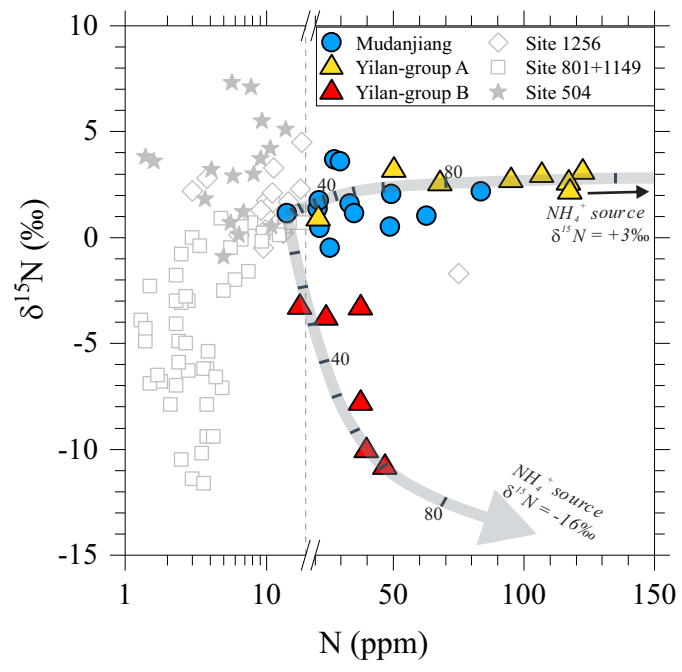 10
5
0
-5
-10
-15
δ¹⁵N (‰)
Mudanjiang
Yilan-group A
Yilan-group B
Site 1256
Site 801+1149
Site 504
40
80
NH₄⁺ source
δ¹⁵N = +3‰
40
80
NH₄⁺ source
δ¹⁵N = -16‰
1 10 50 100 150
N (ppm)